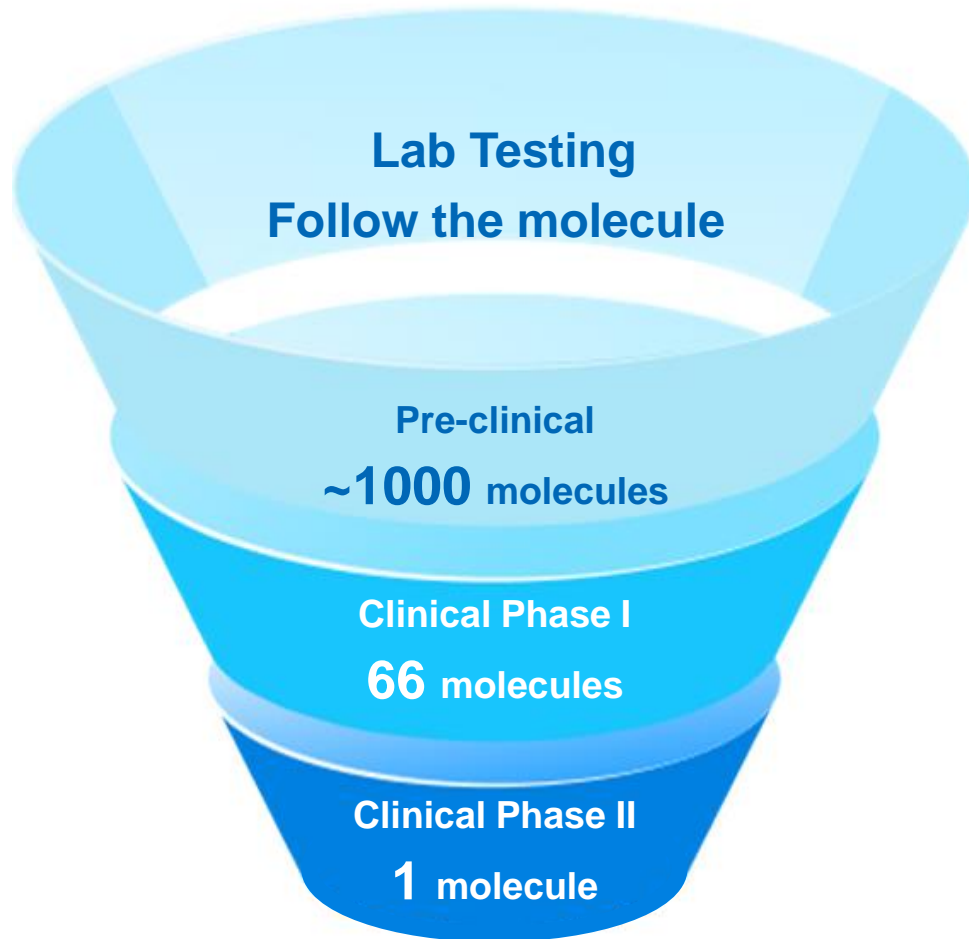 Lab Testing
Follow the molecule
Pre-clinical
~1000 molecules
Clinical Phase I
66 molecules
Clinical Phase II
1 molecule